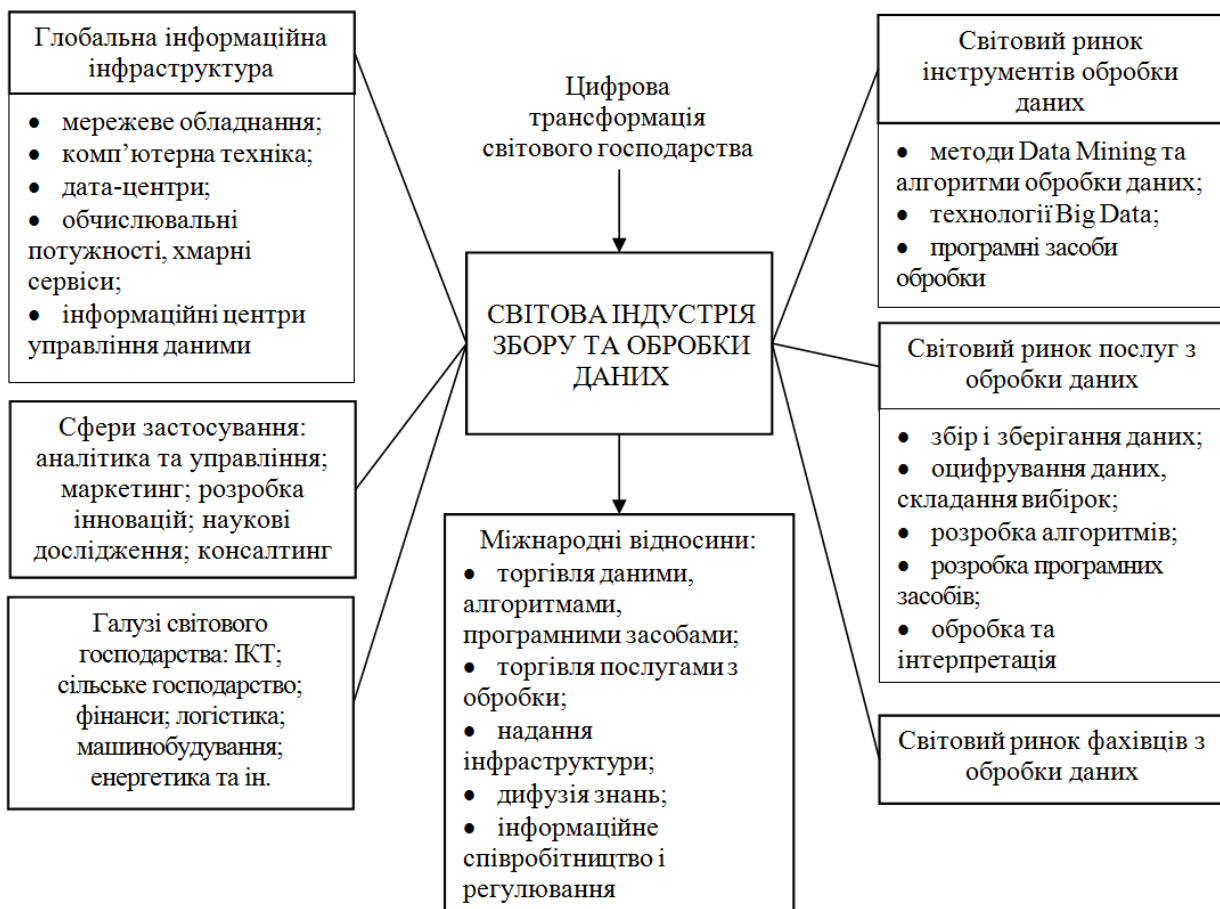 Глобальна інформаційна
інфраструктура
• мережеве обладнання;
• комп’ютерна техніка;
• дата-центри;
• обчислювальні
потужності, хмарні
сервіси;
• інформаційні центри
управління даними
Сфери застосування:
аналітика та управління;
маркетинг; розробка
інновацій; наукові
дослідження; консалтинг
Галузі світового
господарства: ІКТ;
сільське господарство;
фінанси; логістика;
машинобудування;
енергетика та ін.
Цифрова
трансформація
світового господарства
СВІТОВА ІНДУСТРІЯ
ЗБОРУ ТА ОБРОБКИ
ДАНИХ
Міжнародні відносини:
• торгівля даними,
алгоритмами,
програмними засобами;
• торгівля послугами з
обробки;
• надання
інфраструктури;
• дифузія знань;
• інформаційне
співробітництво і
регулювання
Світовий ринок
інструментів обробки
даних
• методи Data Mining та
алгоритми обробки даних;
• технології Big Data;
• програмні засоби
обробки
Світовий ринок послуг з
обробки даних
• збір і зберігання даних;
• оцифрування даних,
складання вибірок;
• розробка алгоритмів;
• розробка програмних
засобів;
• обробка та
інтерпретація
Світовий ринок фахівців з
обробки даних